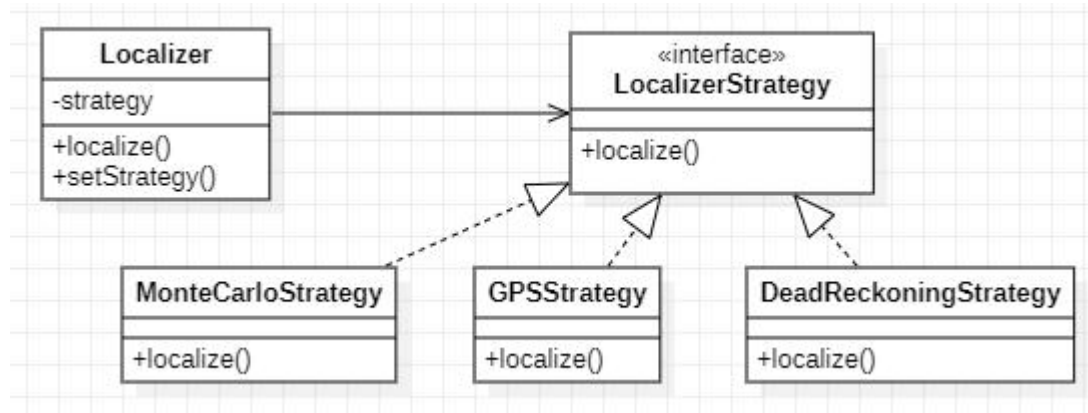 Localizer
-strategy
+localize()
+setStrategy()
«interface»
LocalizerStrategy
+localize()
MonteCarloStrategy
+localize()
GPSStrategy
+localize()
DeadReckoningStrategy
+localize()